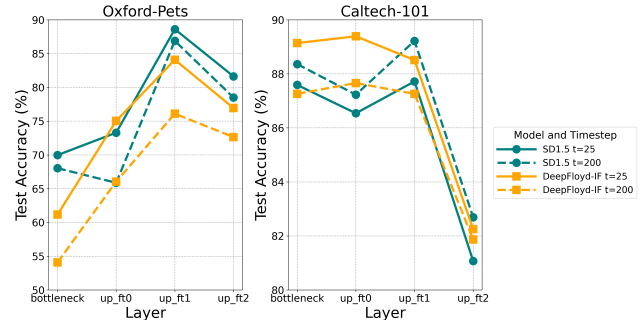 Oxford-Pets
Test Accuracy (%)
90
85
80
75
70
65
60
55
50
bottleneck up_ft0 up_ft1 up_ft2
Layer
Caltech-101
Test Accuracy (%)
90
88
86
84
82
80
bottleneck up_ft0 up_ft1 up_ft2
Layer
Model and Timestep
SD1.5 t=25
SD1.5 t=200
DeepFloyd-IF t=25
DeepFloyd-IF t=200